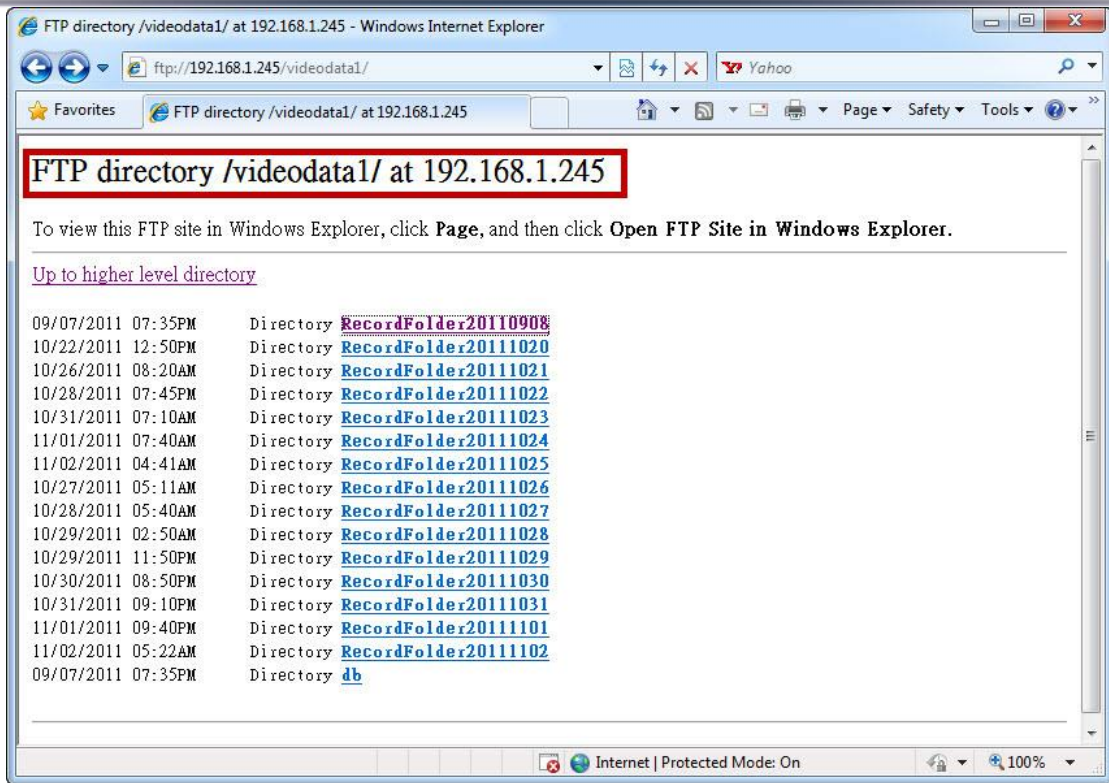 FTP directory /videodata1/ at 192.168.1.245 - Windows Internet Explorer
ftp://192.168.1.245/videodata1/ Yahoo
Favorites FTP directory /videodata1/ at 192.168.1.245 Page Safety Tools
FTP directory /videodata1/ at 192.168.1.245
To view this FTP site in Windows Explorer, click Page, and then click Open FTP Site in Windows Explorer.
Up to higher level directory
09/07/2011 07:35PM Directory RecordFolder20110908
10/22/2011 12:50PM Directory RecordFolder20111020
10/26/2011 08:20AM Directory RecordFolder20111021
10/28/2011 07:45PM Directory RecordFolder20111022
10/31/2011 07:10AM Directory RecordFolder20111023
11/01/2011 07:40AM Directory RecordFolder20111024
11/02/2011 04:41AM Directory RecordFolder20111025
10/27/2011 05:11AM Directory RecordFolder20111026
10/28/2011 05:40AM Directory RecordFolder20111027
10/29/2011 02:50AM Directory RecordFolder20111028
10/29/2011 11:50PM Directory RecordFolder20111029
10/30/2011 08:50PM Directory RecordFolder20111030
10/31/2011 09:10PM Directory RecordFolder20111031
11/01/2011 09:40PM Directory RecordFolder20111101
11/02/2011 05:22AM Directory RecordFolder20111102
09/07/2011 07:35PM Directory db
Internet | Protected Mode: On 100%